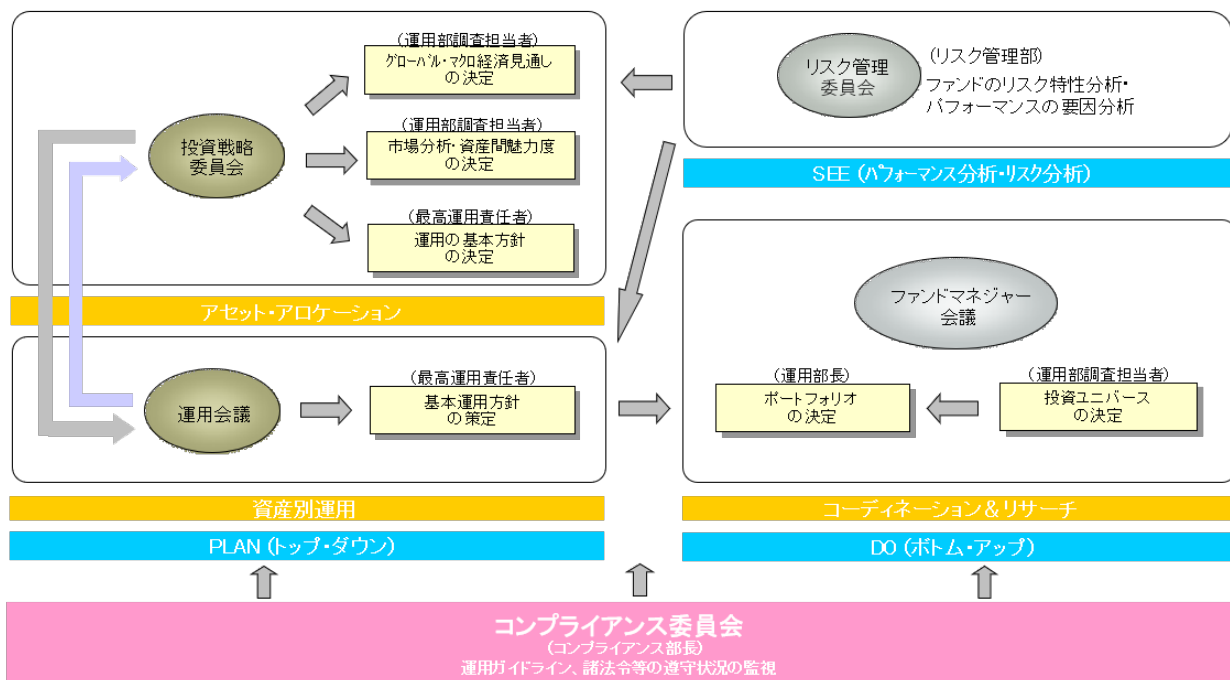 (運用部調査担当者)
グローバル・マクロ経済見通し
の決定
投資戦略
委員会
(運用部調査担当者)
市場分析・資産間魅力度
の決定
(最高運用責任者)
運用の基本方針
の決定
アセット・アロケーション
リスク管理
委員会
(リスク管理部)
ファンドのリスク特性分析・
パフォーマンスの要因分析
SEE (パフォーマンス分析・リスク分析)
運用会議
(最高運用責任者)
基本運用方針
の策定
資産別運用
PLAN (トップ・ダウン)
ファンドマネジャー
会議
(運用部長)
ポートフォリオ
の決定
(運用部調査担当者)
投資ユニバース
の決定
コーディネーション&リサーチ
DO (ボトム・アップ)
コンプライアンス委員会
(コンプライアンス部長)
運用ガイドライン、諸法令等の遵守状況の監視